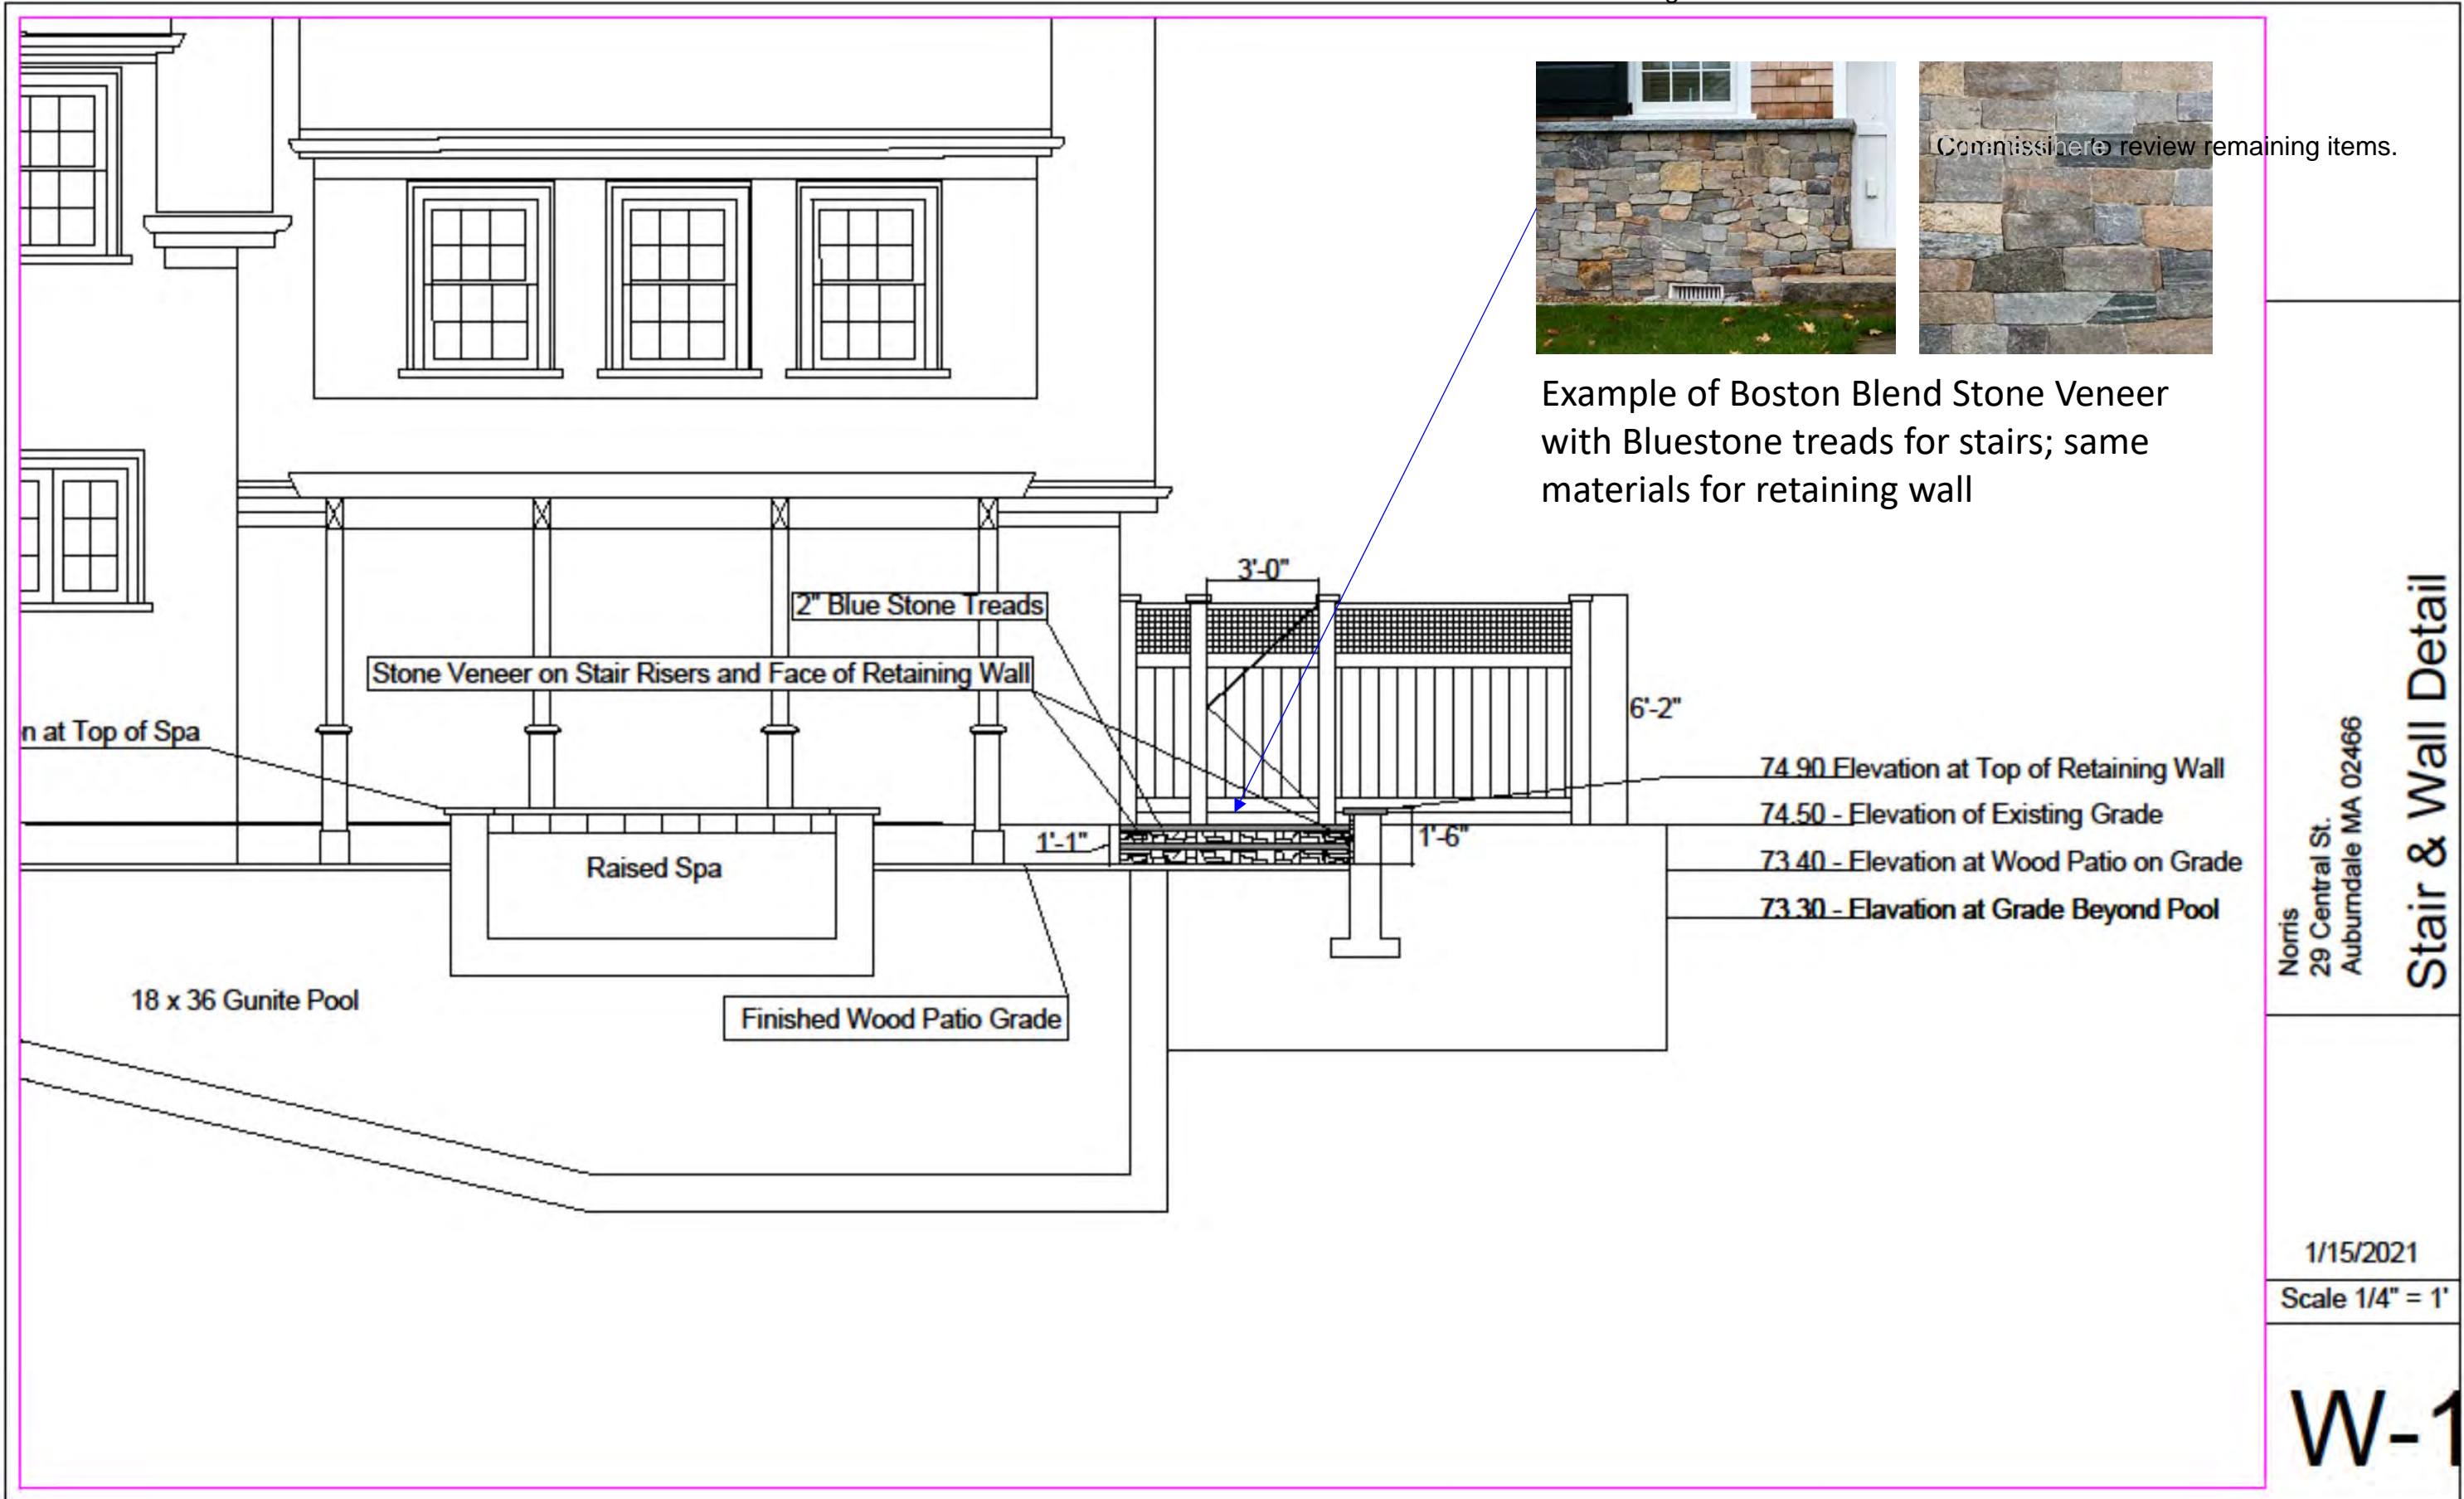 Commission to review remaining items.
Example of Boston Blend Stone Veneer
with Bluestone treads for stairs; same
materials for retaining wall
3'-0"
2" Blue Stone Treads
Stone Veneer on Stair Risers and Face of Retaining Wall
6'-2"
n at Top of Spa
74.90 Elevation at Top of Retaining Wall
74.50 - Elevation of Existing Grade
1'-1"
1'-6"
73.40 - Elevation at Wood Patio on Grade
Raised Spa
73.30 - Elavation at Grade Beyond Pool
18 x 36 Gunite Pool
Finished Wood Patio Grade
Norris
29 Central St.
Auburndale MA 02466
Stair & Wall Detail
1/15/2021
Scale 1/4" = 1'
W-1